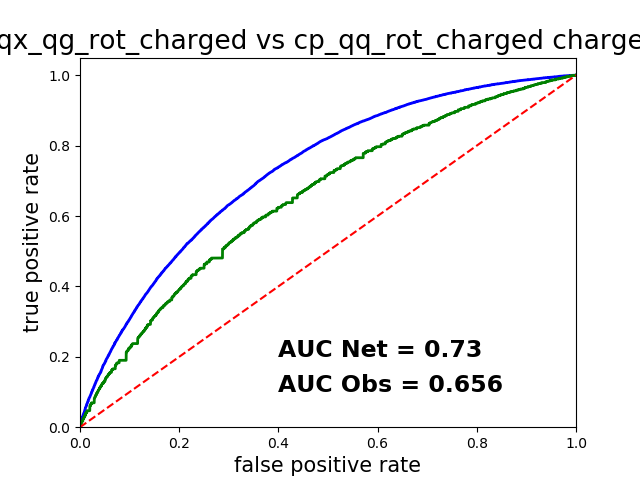 qx_qg_rot_charged vs cp_qq_rot_charged charge
1.0
0.8
0.6
0.4
0.2
0.0
true positive rate
AUC Net = 0.73
AUC Obs = 0.656
0.0 0.2 0.4 0.6 0.8 1.0
false positive rate